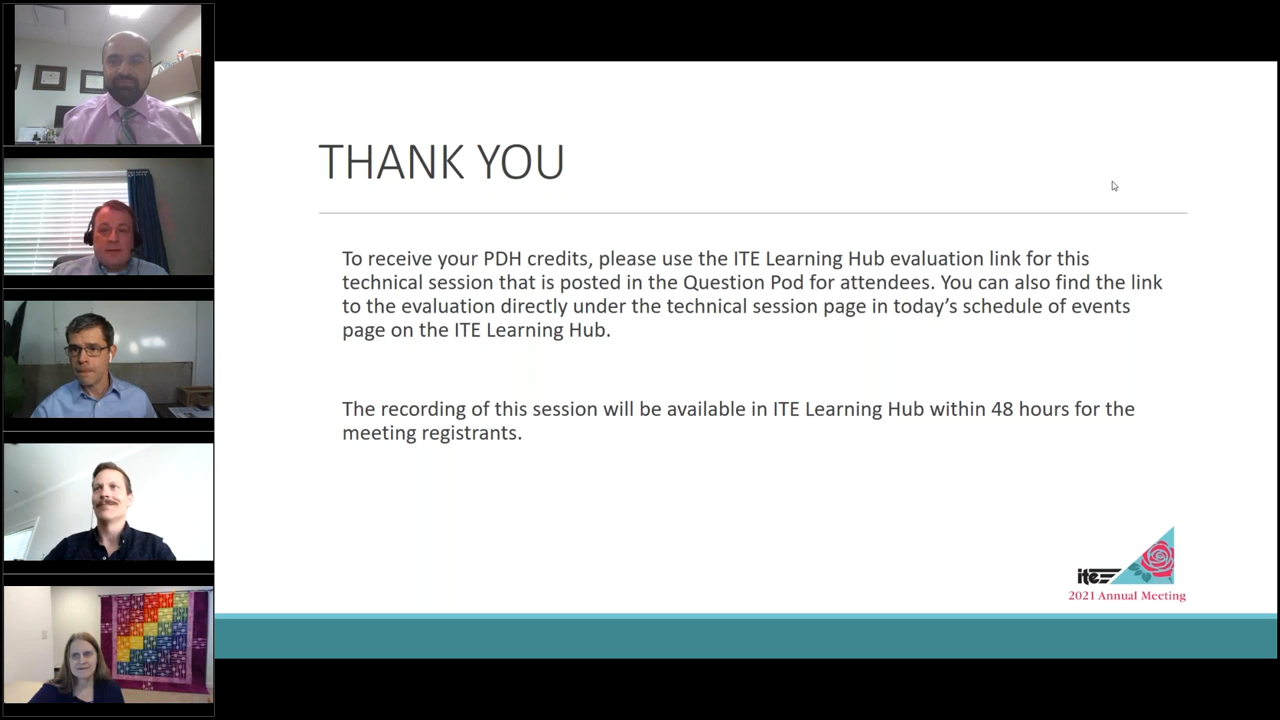 THANK YOU
To receive your PDH credits, please use the ITE Learning Hub evaluation link for this
technical session that is posted in the Question Pod for attendees. You can also find the link
to the evaluation directly under the technical session page in today’s schedule of events
page on the ITE Learning Hub.
The recording of this session will be available in ITE Learning Hub within 48 hours for the
meeting registrants.
ite
2021 Annual Meeting